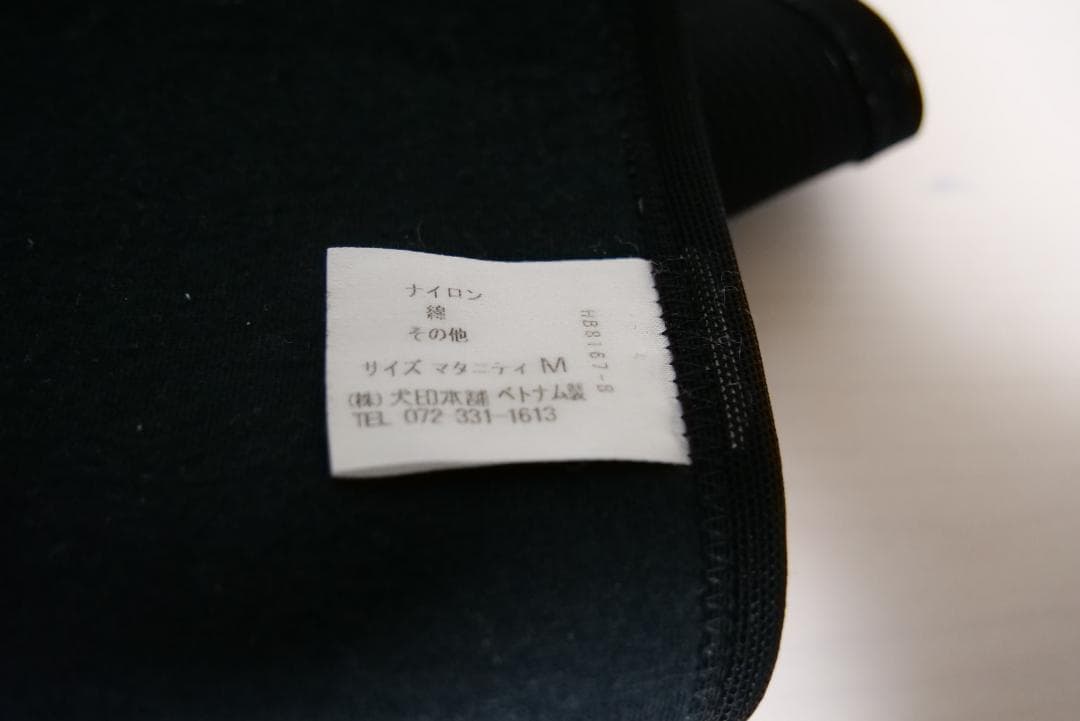 ナイロン
綿
その他
サイズ マタニティ M
(株) 犬印本舗 ベトナム製
TEL 072-331-1613
HB8167-8